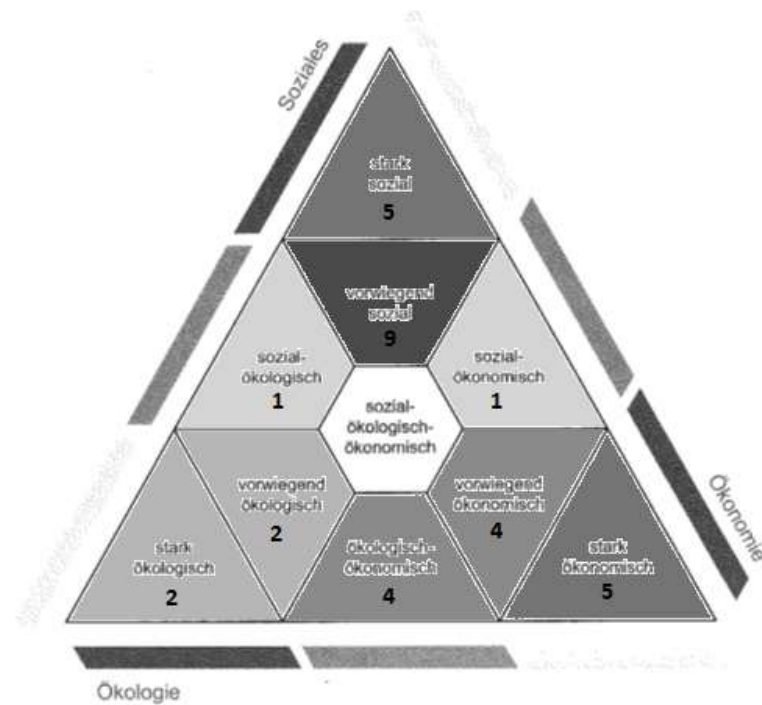 Soziales
stark
sozial
5
vorwiegend
sozial
9
sozial-
ökologisch
1
sozial-
ökonomisch
1
sozial-
ökologisch-
ökonomisch
vorwiegend
ökologisch
2
vorwiegend
ökonomisch
4
stark
ökologisch
2
ökologisch-
ökonomisch
4
stark
ökonomisch
5
Ökonomie
Ökologie